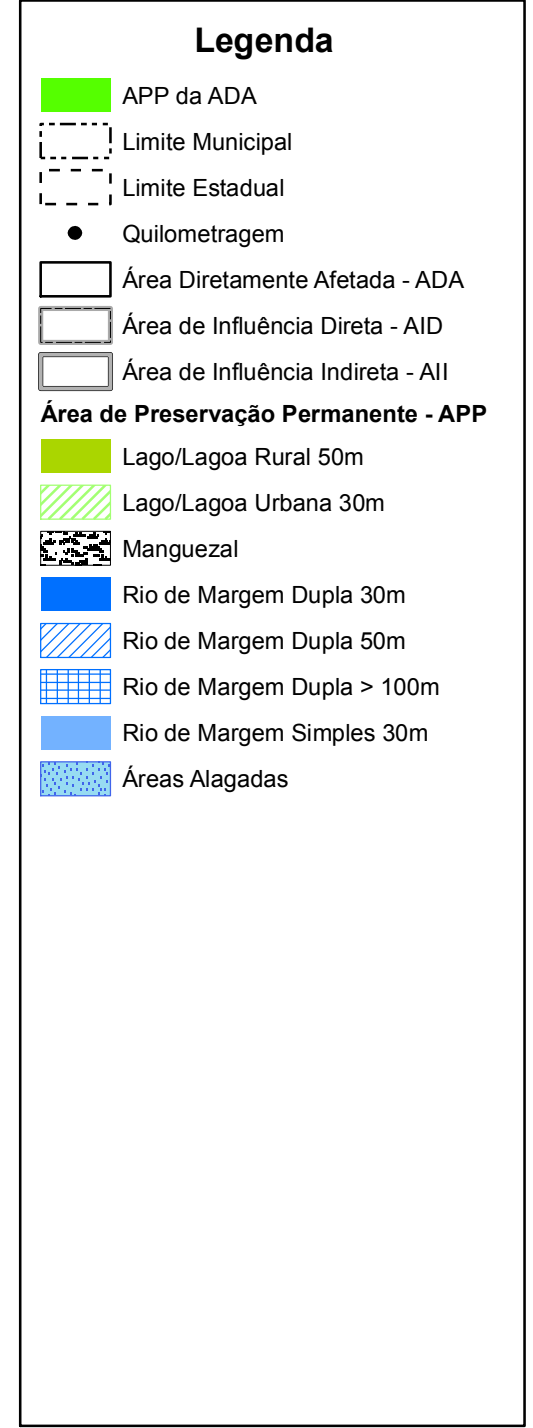 Legenda
APP da ADA
Limite Municipal
Limite Estadual
Quilometragem
Área Diretamente Afetada - ADA
Área de Influência Direta - AID
Área de Influência Indireta - AII
Área de Preservação Permanente - APP
Lago/Lagoa Rural 50m
Lago/Lagoa Urbana 30m
Manguezal
Rio de Margem Dupla 30m
Rio de Margem Dupla 50m
Rio de Margem Dupla > 100m
Rio de Margem Simples 30m
Áreas Alagadas